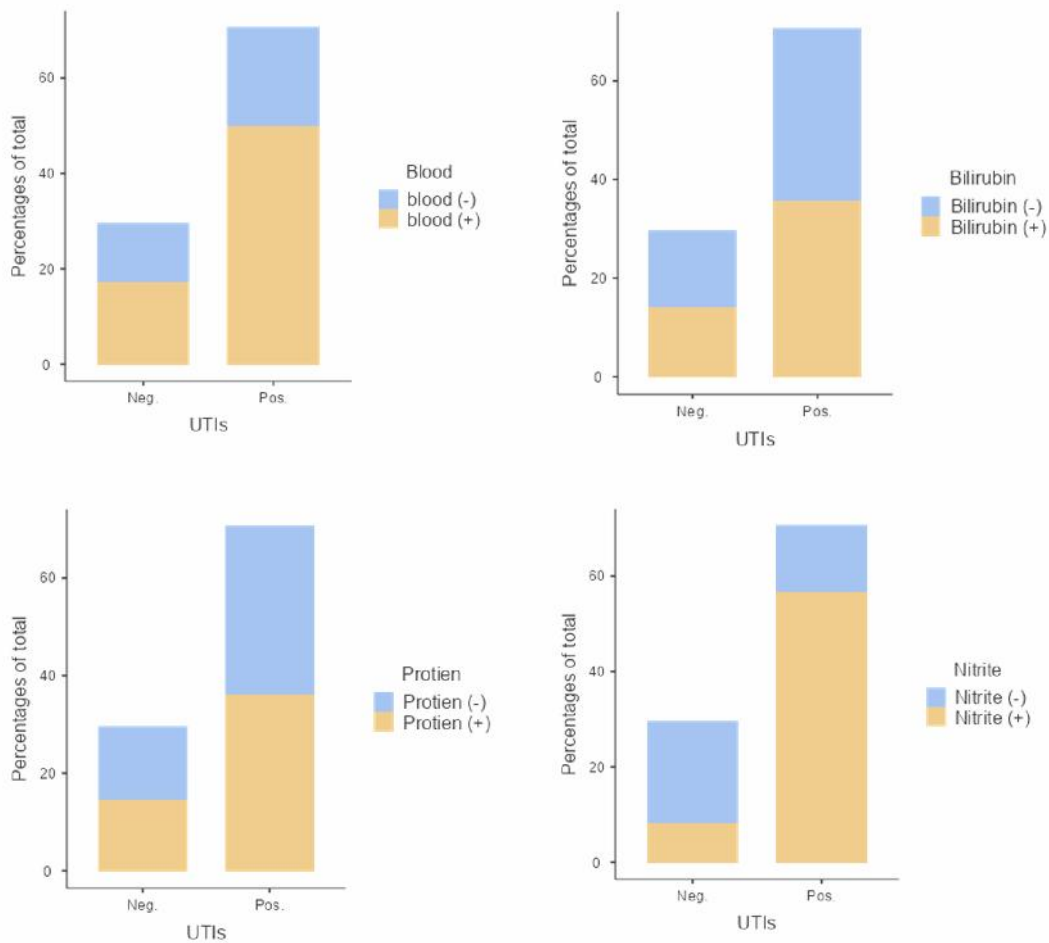 Percentages of total
60
40
20
0
Neg.
Pos.
UTIs
Blood
blood (-)
blood (+)
Percentages of total
60
40
20
0
Neg.
Pos.
UTIs
Bilirubin
Bilirubin (-)
Bilirubin (+)
Percentages of total
60
40
20
0
Neg.
Pos.
UTIs
Protien
Protien (-)
Protien (+)
Percentages of total
60
40
20
0
Neg.
Pos.
UTIs
Nitrite
Nitrite (-)
Nitrite (+)